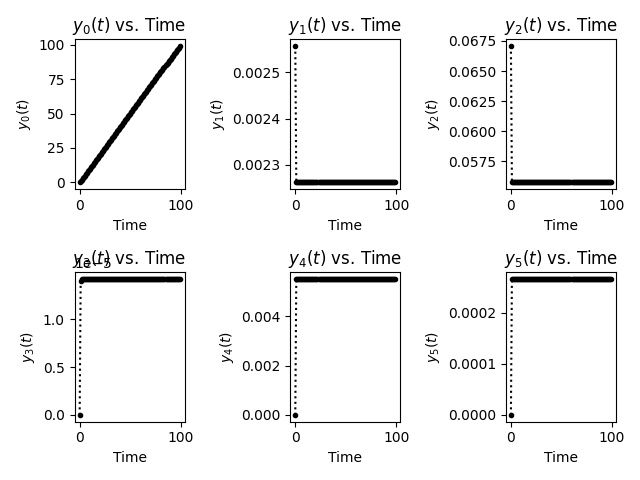 y₀(t) vs. Time
y₁(t) vs. Time
y₂(t) vs. Time
100
75
50
25
0
y₀(t)
0 100
Time
0.0025
0.0024
0.0023
y₁(t)
0 100
Time
0.0675
0.0650
0.0625
0.0600
0.0575
y₂(t)
0 100
Time
y₃(t) vs. Time
1e−5
y₄(t) vs. Time
y₅(t) vs. Time
1.0
0.5
0.0
y₃(t)
0 100
Time
0.004
0.002
0.000
y₄(t)
0 100
Time
0.0002
0.0001
0.0000
y₅(t)
0 100
Time